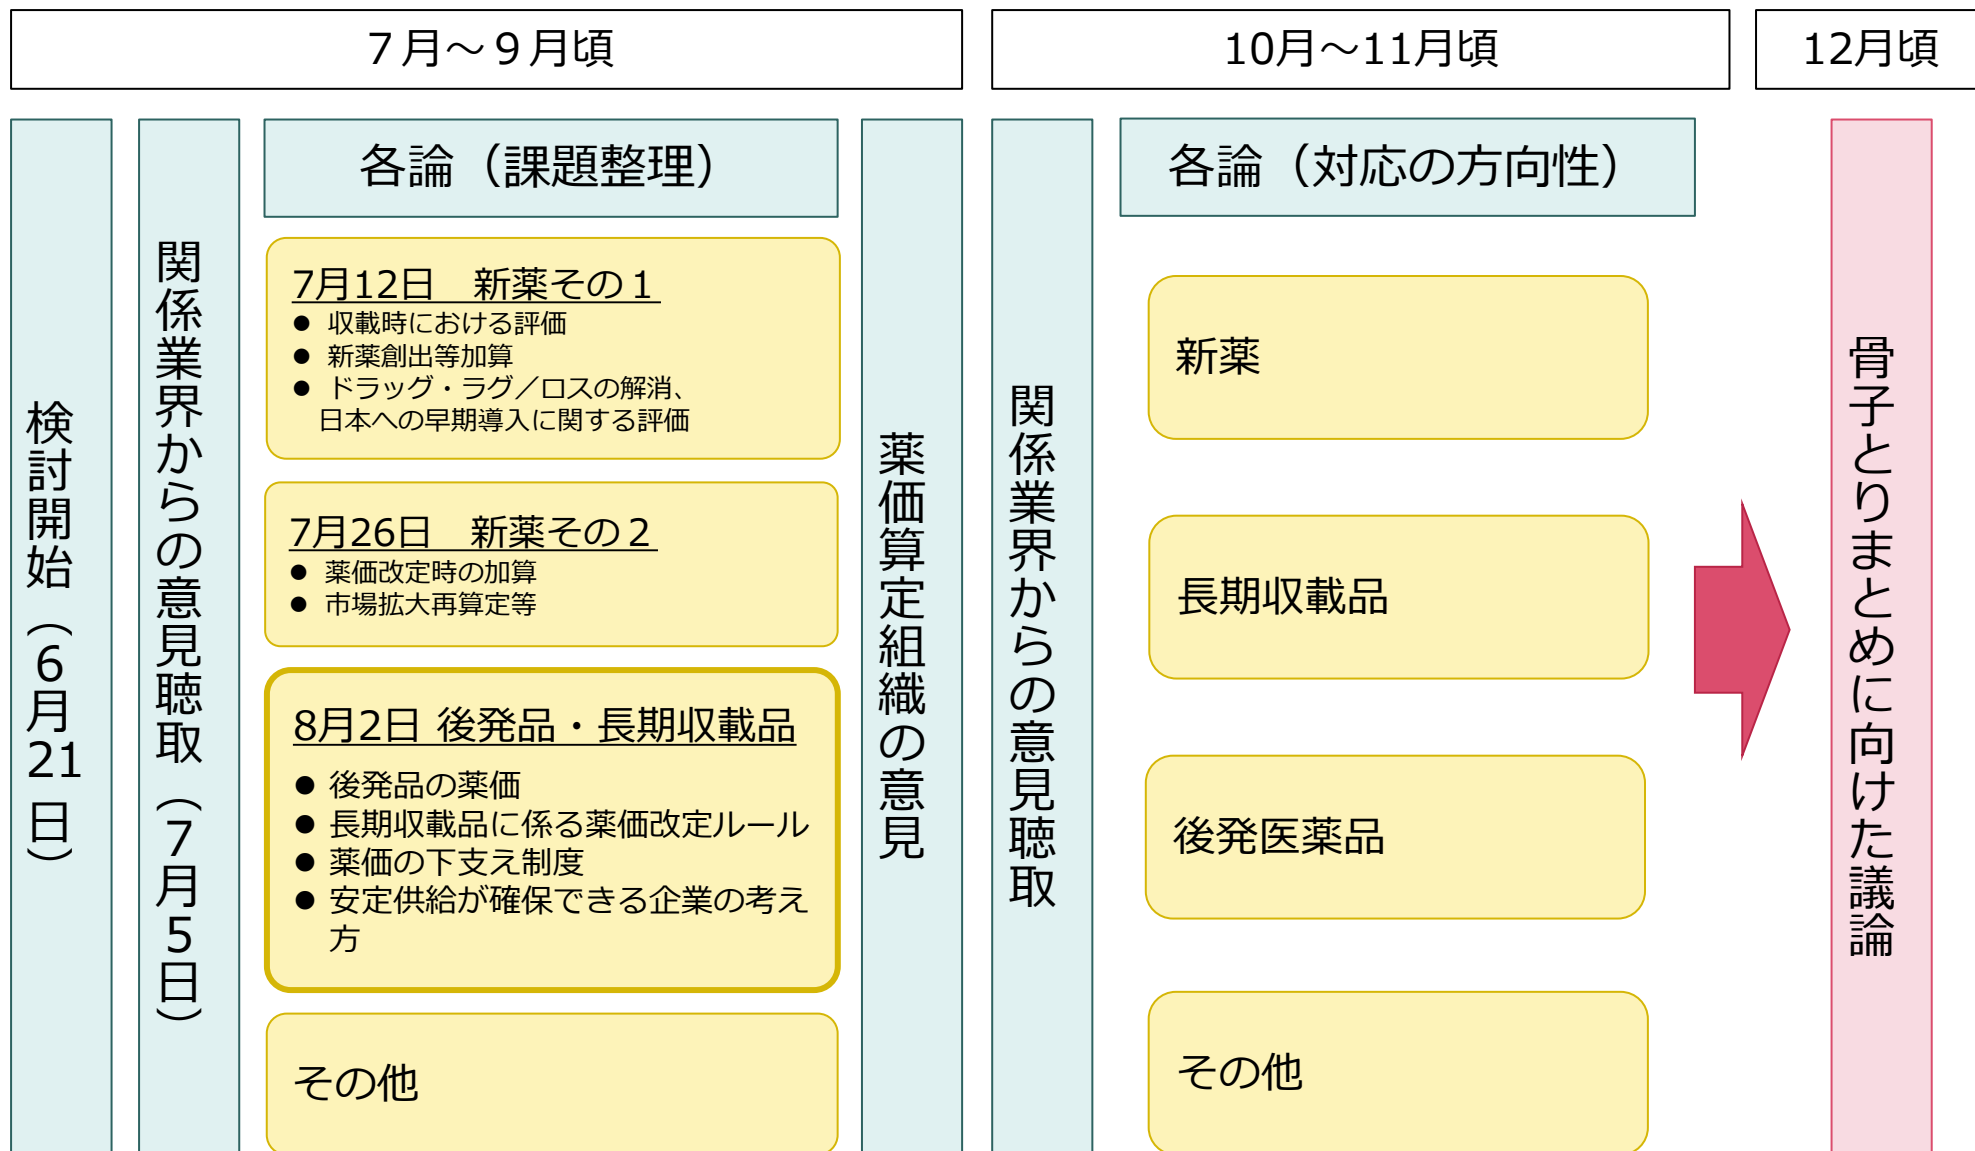 ７月～９月頃
10月～11月頃
12月頃
検討開始（6月21日）
関係業界からの意見聴取（7月5日）
各論（課題整理）
7月12日　新薬その１
● 収載時における評価
● 新薬創出等加算
● ドラッグ・ラグ／ロスの解消、
日本への早期導入に関する評価
7月26日　新薬その２
● 薬価改定時の加算
● 市場拡大再算定等
8月2日 後発品・長期収載品
● 後発品の薬価
● 長期収載品に係る薬価改定ルール
● 薬価の下支え制度
● 安定供給が確保できる企業の考え
方
その他
薬価算定組織の意見
関係業界からの意見聴取
各論（対応の方向性）
新薬
長期収載品
後発医薬品
その他
骨子とりまとめに向けた議論